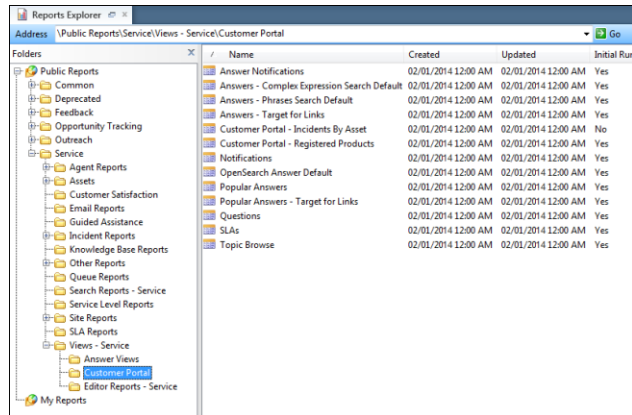 Reports Explorer
Address \Public Reports\Service\Views - Service\Customer Portal Go
Folders X
Public Reports
Common
Deprecated
Feedback
Opportunity Tracking
Outreach
Service
Agent Reports
Assets
Customer Satisfaction
Email Reports
Guided Assistance
Incident Reports
Knowledge Base Reports
Other Reports
Queue Reports
Search Reports - Service
Service Level Reports
Site Reports
SLA Reports
Views - Service
Answer Views
Customer Portal
Editor Reports - Service
My Reports
/ Name Created Updated Initial Run
Answer Notifications 02/01/2014 12:00 AM 02/01/2014 12:00 AM Yes
Answers - Complex Expression Search Default 02/01/2014 12:00 AM 02/01/2014 12:00 AM Yes
Answers - Phrases Search Default 02/01/2014 12:00 AM 02/01/2014 12:00 AM Yes
Answers - Target for Links 02/01/2014 12:00 AM 02/01/2014 12:00 AM Yes
Customer Portal - Incidents By Asset 02/01/2014 12:00 AM 02/01/2014 12:00 AM No
Customer Portal - Registered Products 02/01/2014 12:00 AM 02/01/2014 12:00 AM Yes
Notifications 02/01/2014 12:00 AM 02/01/2014 12:00 AM Yes
OpenSearch Answer Default 02/01/2014 12:00 AM 02/01/2014 12:00 AM Yes
Popular Answers 02/01/2014 12:00 AM 02/01/2014 12:00 AM Yes
Popular Answers - Target for Links 02/01/2014 12:00 AM 02/01/2014 12:00 AM Yes
Questions 02/01/2014 12:00 AM 02/01/2014 12:00 AM Yes
SLAs 02/01/2014 12:00 AM 02/01/2014 12:00 AM Yes
Topic Browse 02/01/2014 12:00 AM 02/01/2014 12:00 AM Yes